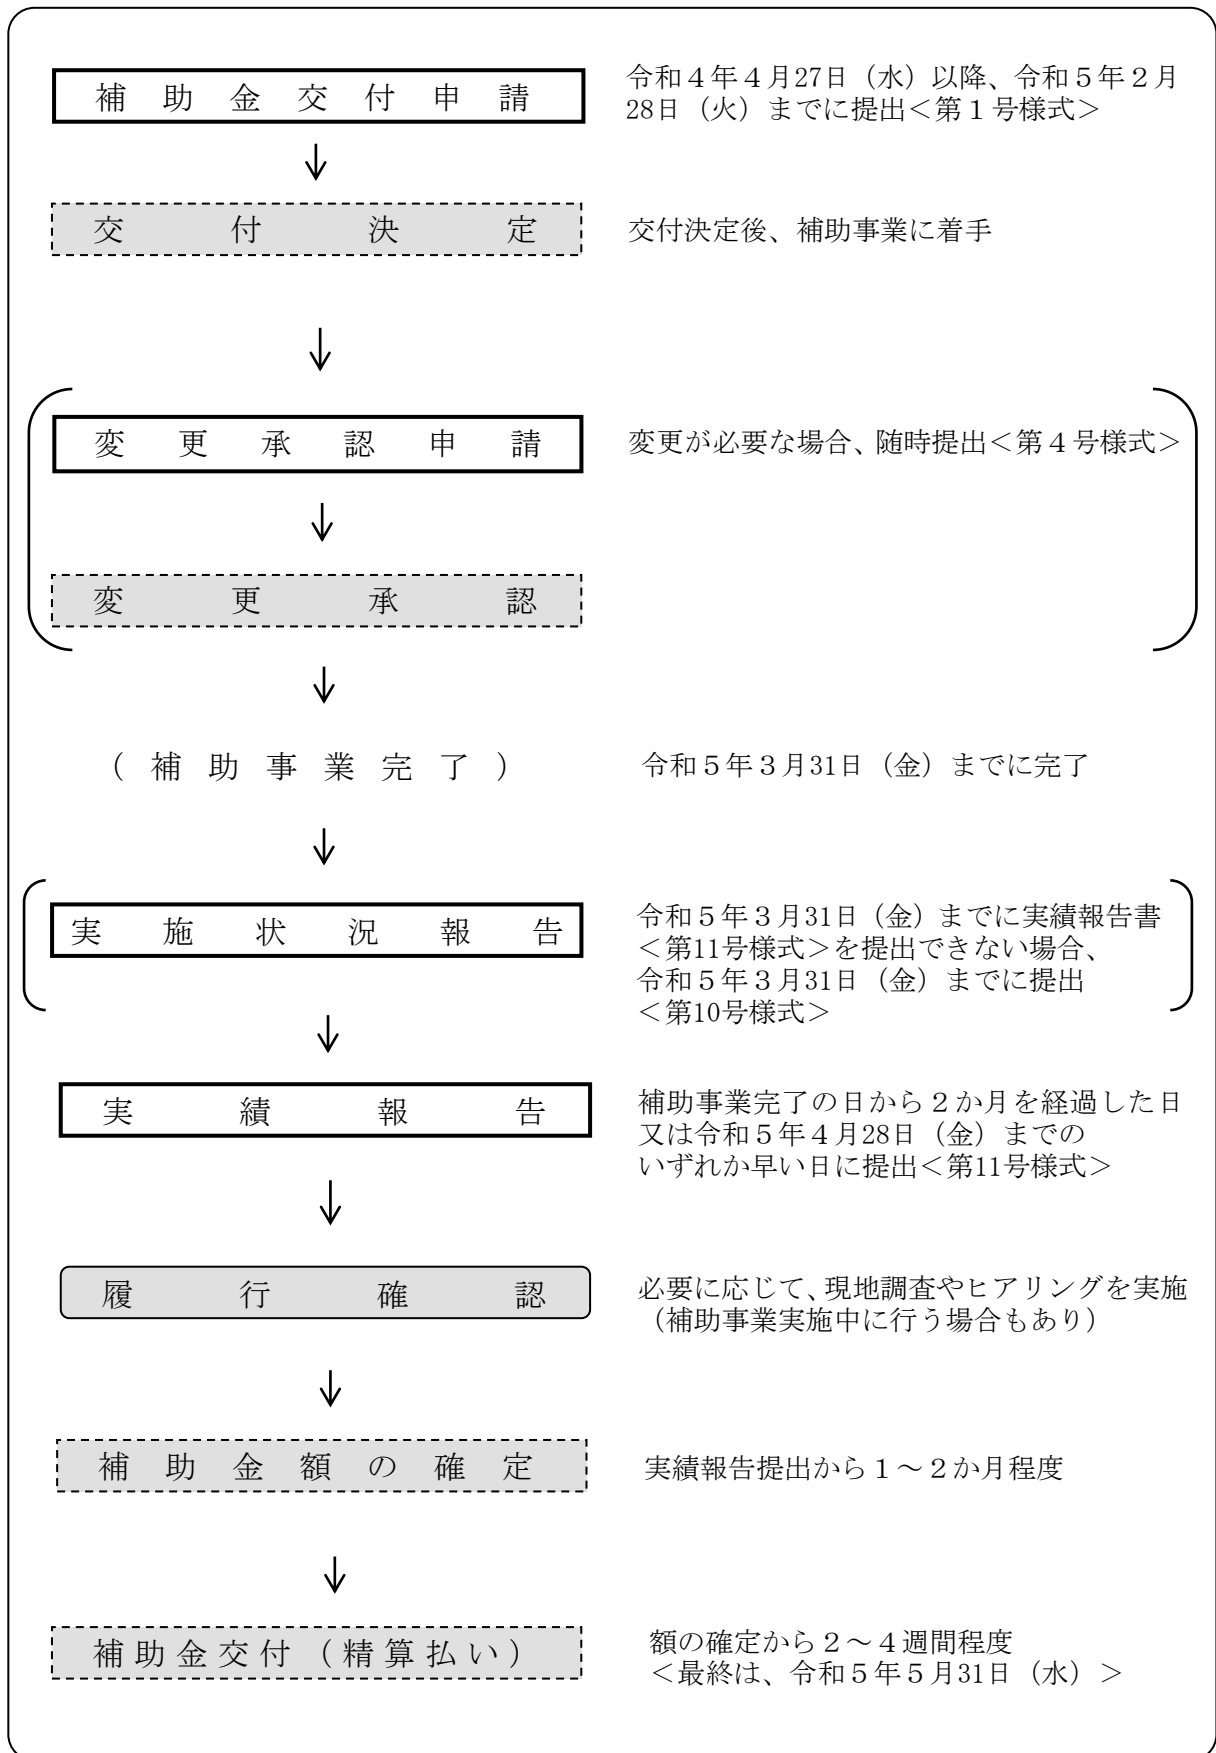 補助金交付申請
令和４年４月27日（水）以降、令和５年２月
28日（火）までに提出＜第１号様式＞
交付決定
交付決定後、補助事業に着手
変更承認申請
変更が必要な場合、随時提出＜第４号様式＞
変更承認
（補助事業完了）
令和５年３月31日（金）までに完了
実施状況報告
令和５年３月31日（金）までに実績報告書
＜第11号様式＞を提出できない場合、
令和５年３月31日（金）までに提出
＜第10号様式＞
実績報告
補助事業完了の日から２か月を経過した日
又は令和５年４月28日（金）までの
いずれか早い日に提出＜第11号様式＞
履行確認
必要に応じて、現地調査やヒアリングを実施
（補助事業実施中に行う場合もあり）
補助金額の確定
実績報告提出から１～２か月程度
補助金交付（精算払い）
額の確定から２～４週間程度
＜最終は、令和５年５月31日（水）＞